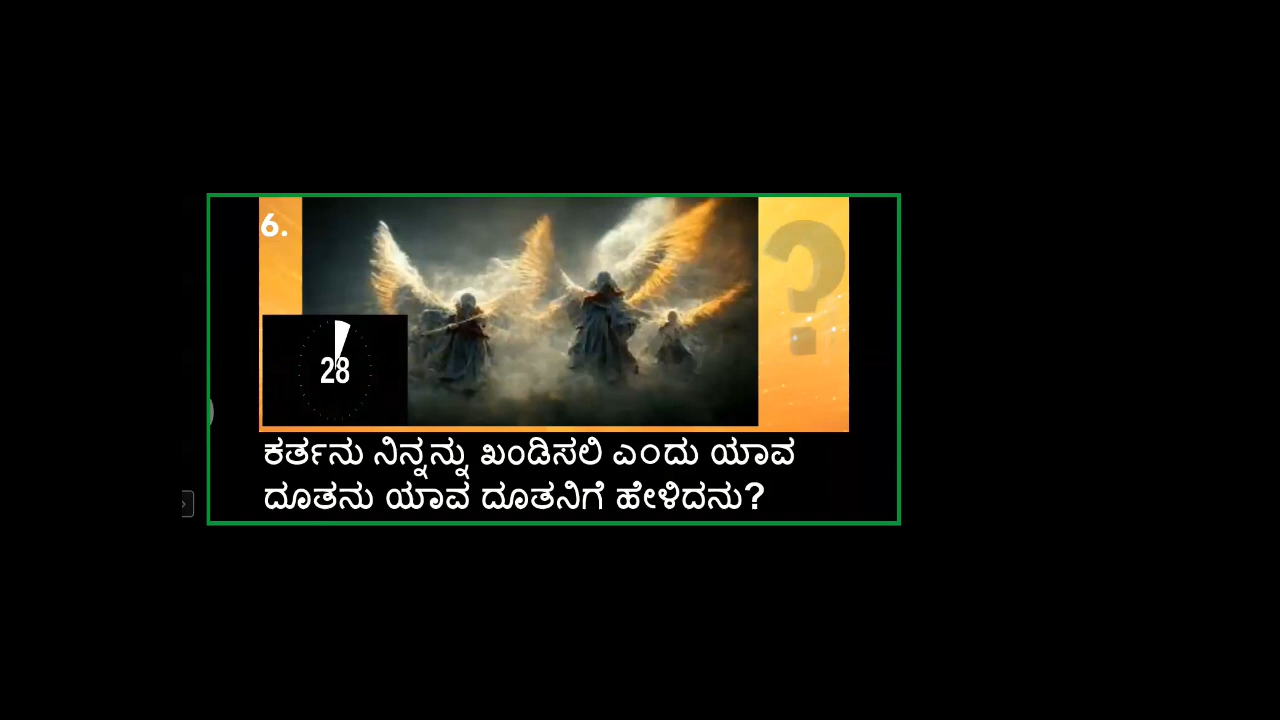 6.
28
ಕರ್ತನು ನಿನ್ನನ್ನು ಖಂಡಿಸಲಿ ಎಂದು ಯಾವ
ದೂತನು ಯಾವ ದೂತನಿಗೆ ಹೇಳಿದನು?